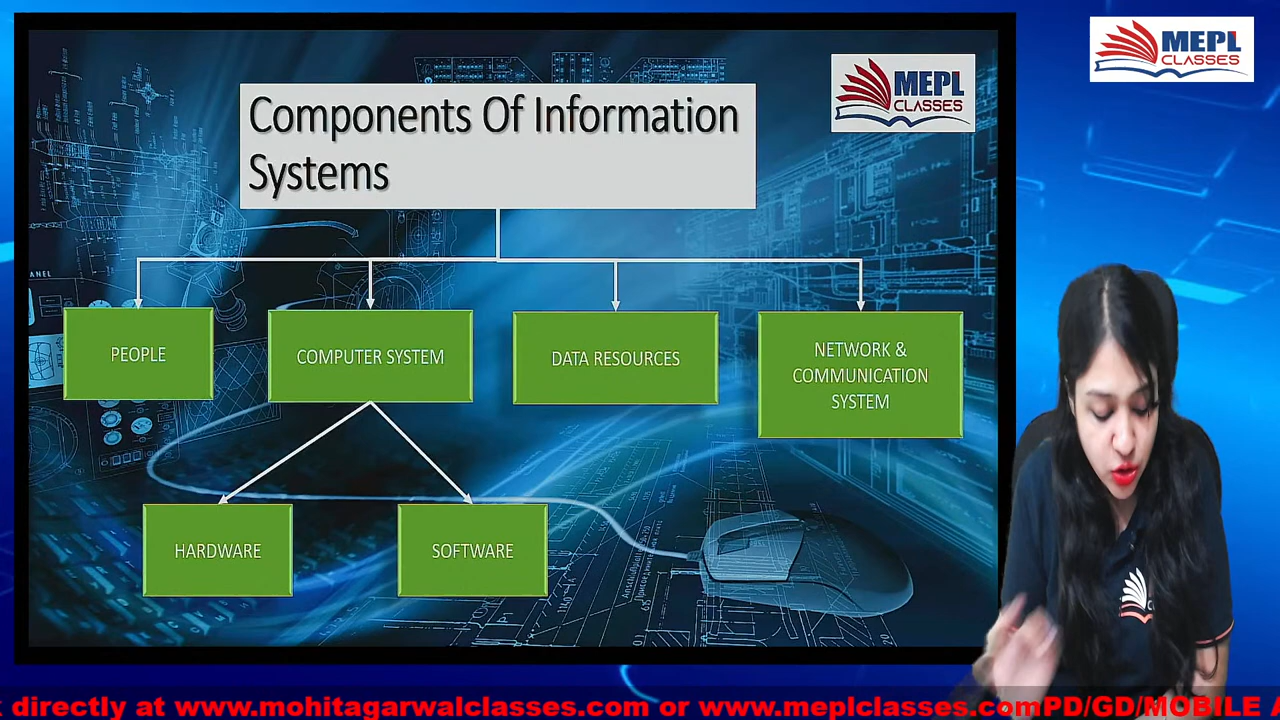 MEPL
CLASSES
MEPL
CLASSES
Components Of Information
Systems
ANEL
PEOPLE
COMPUTER SYSTEM
DATA RESOURCES
NETWORK &
COMMUNICATION
SYSTEM
HARDWARE
SOFTWARE
directly at www.mohitagarwalclasses.com or www.meplclasses.comPD/GD/MOBILE